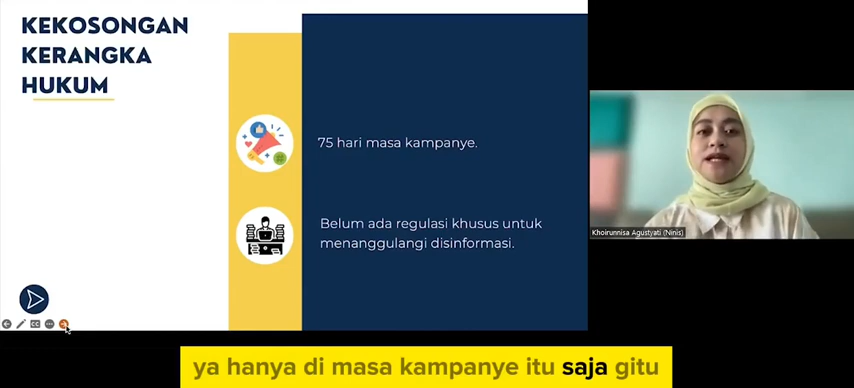 KEKOSONGAN
KERANGKA
HUKUM
75 hari masa kampanye.
Belum ada regulasi khusus untuk
menanggulangi disinformasi.
Khoirunnisa Agustyati (Ninis)
CC
ya hanya di masa kampanye itu saja gitu